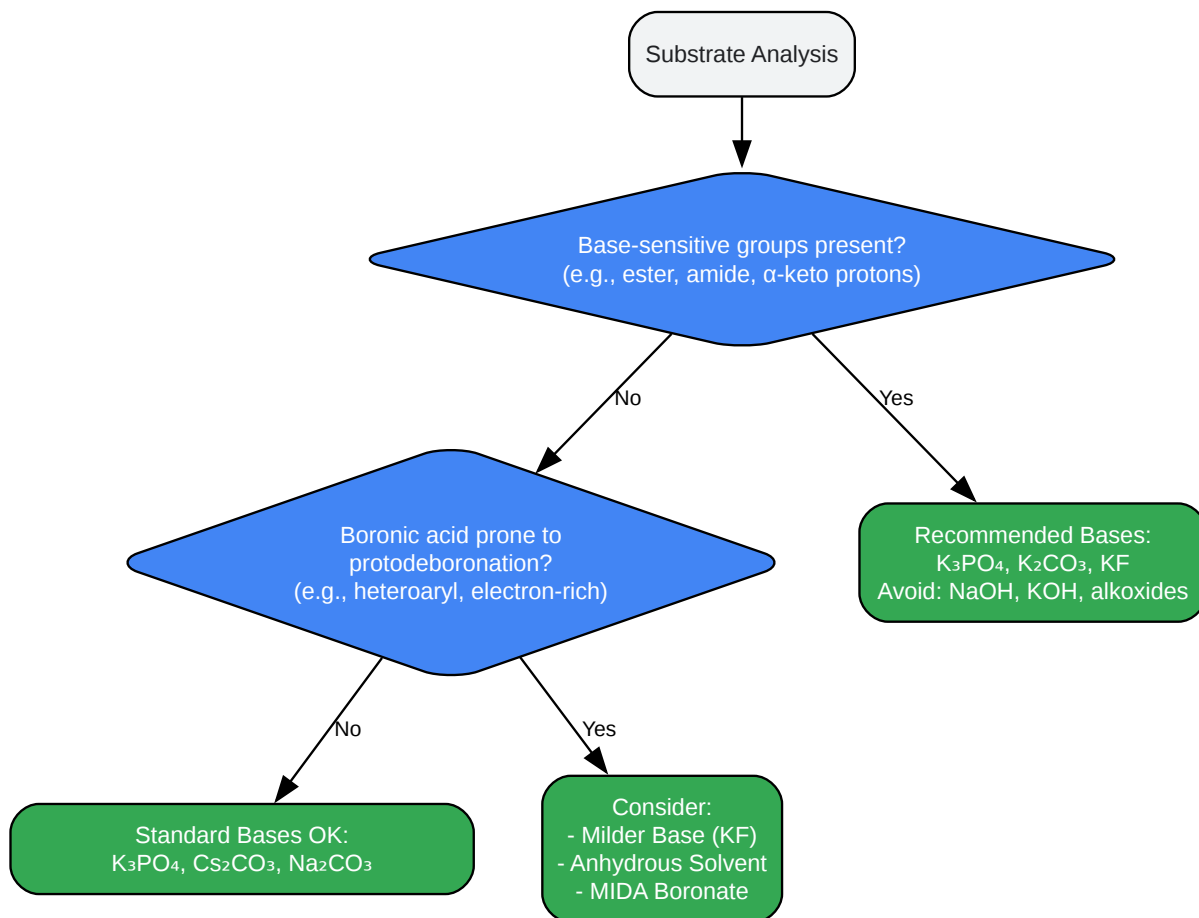 Substrate Analysis
Base-sensitive groups present?
(e.g., ester, amide, α-keto protons)
No
Yes
Boronic acid prone to
protodeboronation?
(e.g., heteroaryl, electron-rich)
Recommended Bases:
K₃PO₄, K₂CO₃, KF
Avoid: NaOH, KOH, alkoxides
No
Yes
Standard Bases OK:
K₃PO₄, Cs₂CO₃, Na₂CO₃
Consider:
- Milder Base (KF)
- Anhydrous Solvent
- MIDA Boronate